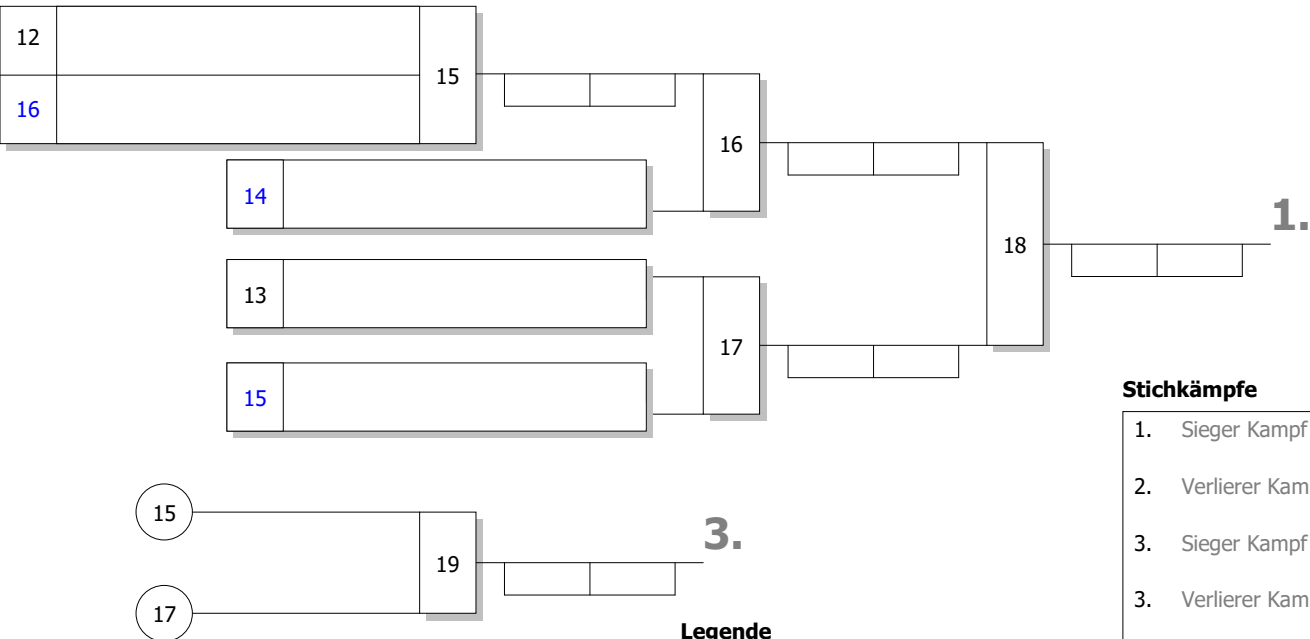 12
15
16
16
14
1.
18
13
17
15
Stichkämpfe
1. Sieger Kampf
2. Verlierer Kam
15
3.
3. Sieger Kampf
19
3. Verlierer Kam
17
Legende